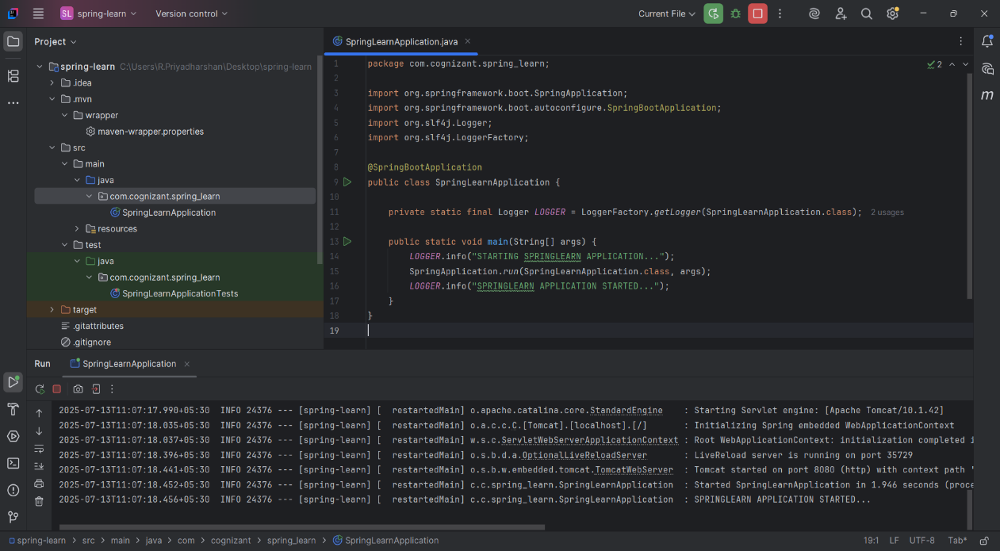 SL spring-learn Version control Current File
Project
spring-learn C:\Users\R.Priyadharshan\Desktop\spring-learn
.idea
.mvn
wrapper
maven-wrapper.properties
src
main
java
com.cognizant.spring_learn
SpringLearnApplication
resources
test
java
com.cognizant.spring_learn
SpringLearnApplicationTests
target
.gitattributes
.gitignore
SpringLearnApplication.java
2
1 package com.cognizant.spring_learn;
2
3 import org.springframework.boot.SpringApplication;
4 import org.springframework.boot.autoconfigure.SpringBootApplication;
5 import org.slf4j.Logger;
6 import org.slf4j.LoggerFactory;
7
8 @SpringBootApplication
9 public class SpringLearnApplication {
10
11 private static final Logger LOGGER = LoggerFactory.getLogger(SpringLearnApplication.class); 2 usages
12
13 public static void main(String[] args) {
14 LOGGER.info("STARTING SPRINGLEARN APPLICATION...");
15 SpringApplication.run(SpringLearnApplication.class, args);
16 LOGGER.info("SPRINGLEARN APPLICATION STARTED...");
17 }
18 }
19
m
Run SpringLearnApplication
2025-07-13T11:07:17.990+05:30 INFO 24376 --- [spring-learn] [ restartedMain] o.apache.catalina.core.StandardEngine : Starting Servlet engine: [Apache Tomcat/10.1.42]
2025-07-13T11:07:18.035+05:30 INFO 24376 --- [spring-learn] [ restartedMain] o.a.c.c.C.[Tomcat].[localhost].[/] : Initializing Spring embedded WebApplicationContext
2025-07-13T11:07:18.037+05:30 INFO 24376 --- [spring-learn] [ restartedMain] w.s.c.ServletWebServerApplicationContext : Root WebApplicationContext: initialization completed i
2025-07-13T11:07:18.396+05:30 INFO 24376 --- [spring-learn] [ restartedMain] o.s.b.d.a.OptionalLiveReloadServer : LiveReload server is running on port 35729
2025-07-13T11:07:18.441+05:30 INFO 24376 --- [spring-learn] [ restartedMain] o.s.b.w.embedded.tomcat.TomcatWebServer : Tomcat started on port 8080 (http) with context path '
2025-07-13T11:07:18.452+05:30 INFO 24376 --- [spring-learn] [ restartedMain] c.c.spring_learn.SpringLearnApplication : Started SpringLearnApplication in 1.946 seconds (proce
2025-07-13T11:07:18.456+05:30 INFO 24376 --- [spring-learn] [ restartedMain] c.c.spring_learn.SpringLearnApplication : SPRINGLEARN APPLICATION STARTED...
spring-learn > src > main > java > com > cognizant > spring_learn > SpringLearnApplication 19:1 LF UTF-8 Tab*